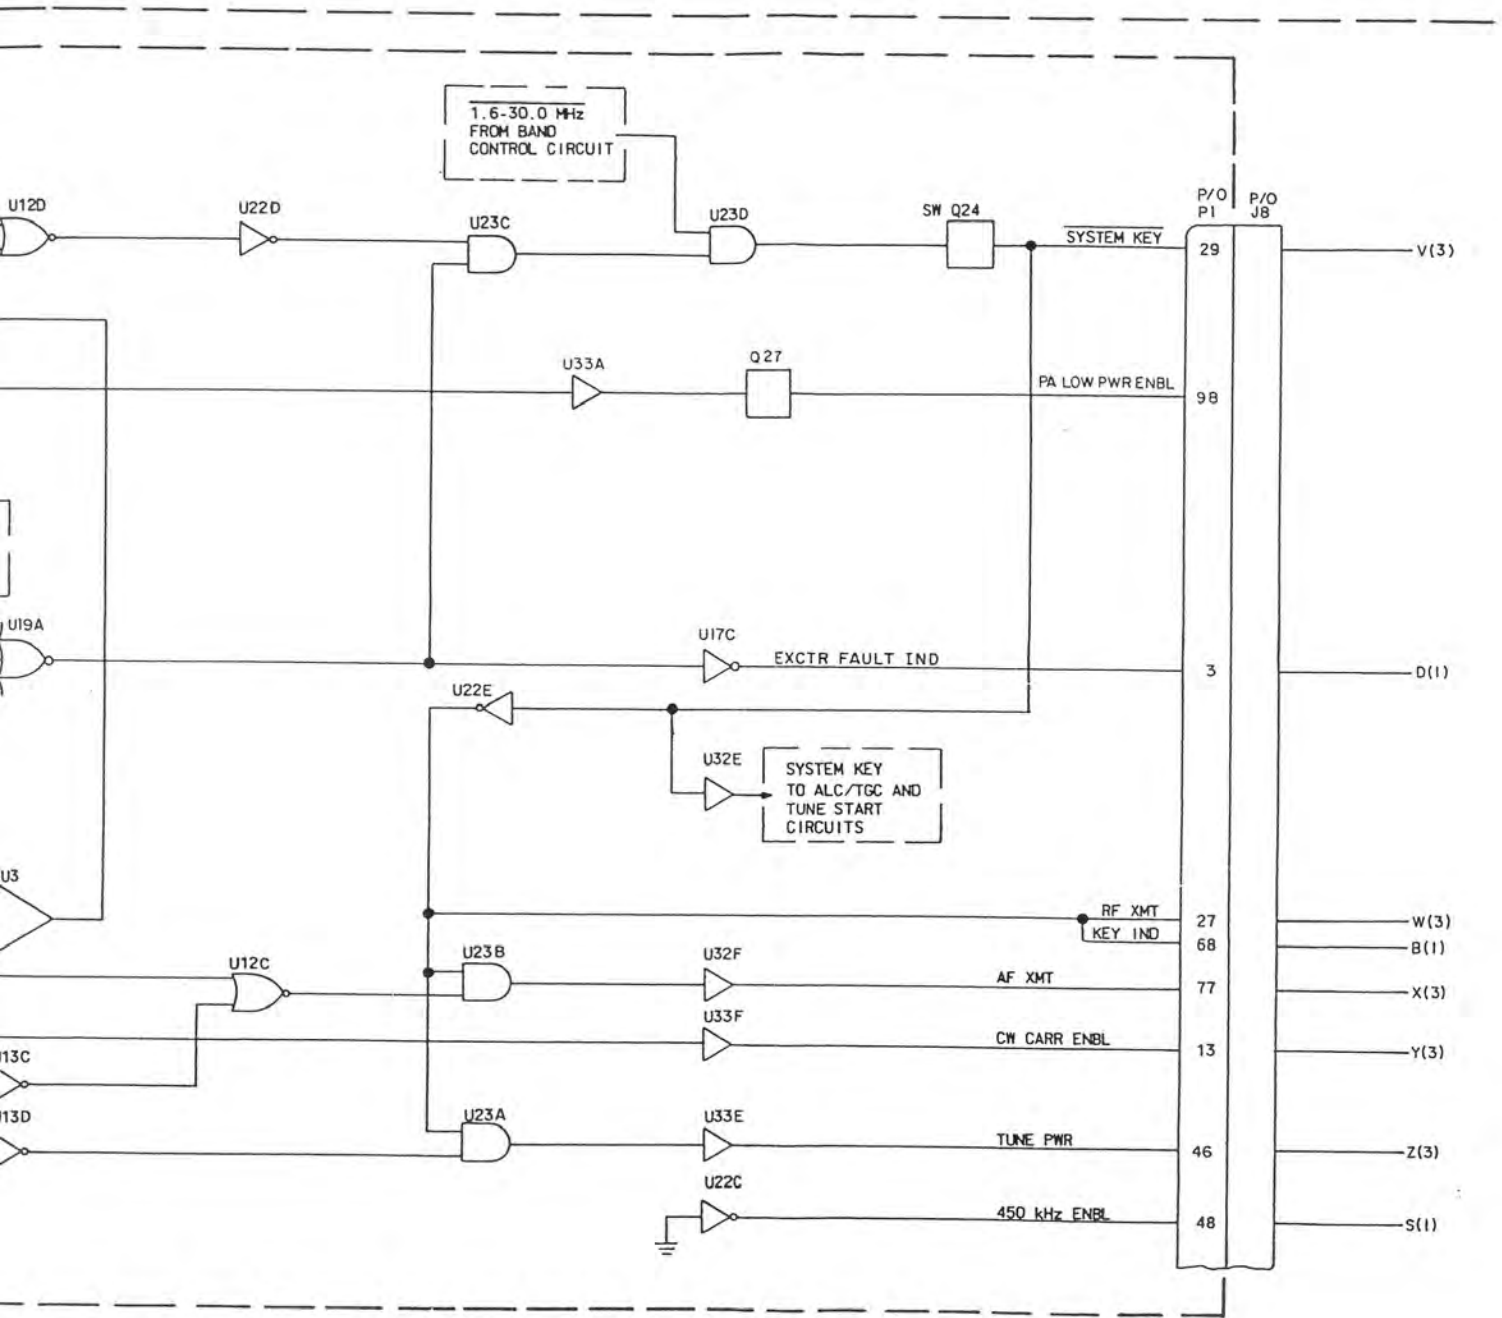 1.6-30.0 MHz
FROM BAND
CONTROL CIRCUIT
P/O
P1
P/O
J8
U12D
U22D
U23C
U23D
SW Q24
SYSTEM KEY
29
V(3)
U33A
Q27
PA LOW PWR ENBL
98
U19A
U17C
EXCTR FAULT IND
3
D(1)
U22E
U32E
SYSTEM KEY
TO ALC/TGC AND
TUNE START
CIRCUITS
U3
RF XMT
27
W(3)
KEY IND
68
B(1)
U12C
U23B
U32F
AF XMT
77
X(3)
U33F
CW CARR ENBL
13
Y(3)
U13C
U13D
U23A
U33E
TUNE PWR
46
Z(3)
U22C
450 kHz ENBL
48
S(1)